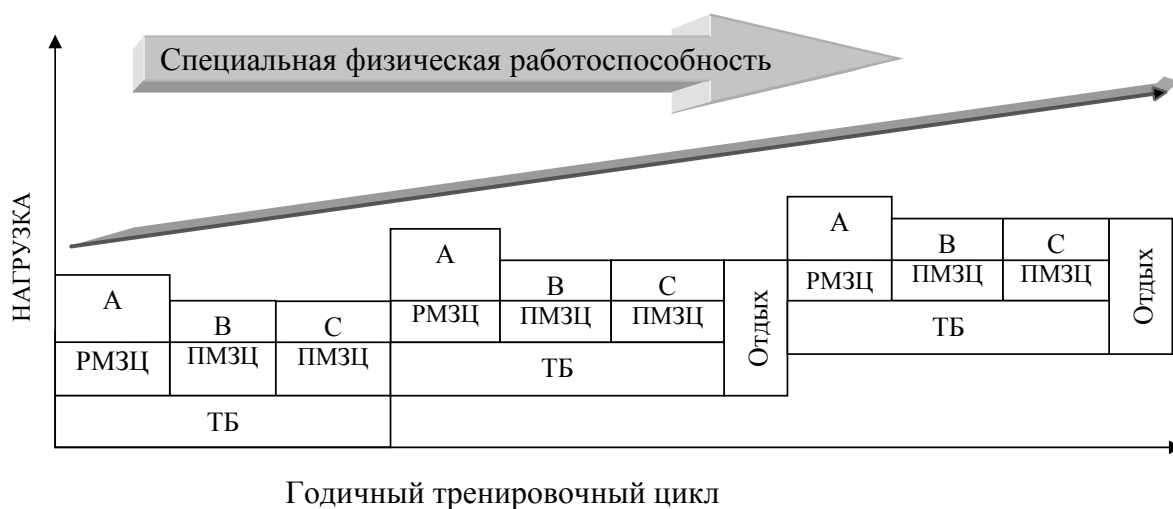 Специальная физическая работоспособность
НАГРУЗКА
А
РМЗЦ
В
ПМЗЦ
С
ПМЗЦ
ТБ
А
РМЗЦ
В
ПМЗЦ
С
ПМЗЦ
ТБ
Отдых
А
РМЗЦ
В
ПМЗЦ
С
ПМЗЦ
ТБ
Отдых
Годичный тренировочный цикл